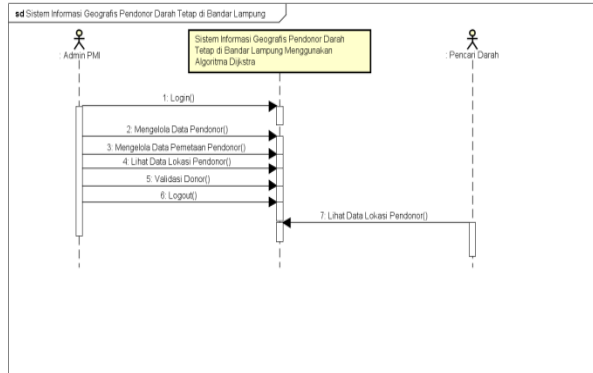 sd Sistem Informasi Geografis Pendonor Darah Tetap di Bandar Lampung
: Admin PMI
Sistem Informasi Geografis Pendonor Darah
Tetap di Bandar Lampung Menggunakan
Algoritma Dijkstra
: Pencari Darah
1: Login()
2: Mengelola Data Pendonor()
3: Mengelola Data Pemetaan Pendonor()
4: Lihat Data Lokasi Pendonor()
5: Validasi Donor()
6: Logout()
7: Lihat Data Lokasi Pendonor()